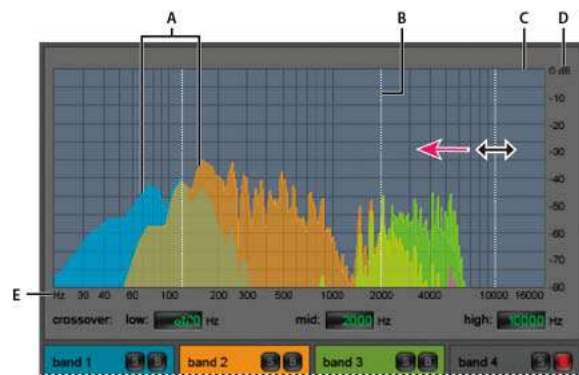 A
B
C
D
0 dB
-10
-20
-30
-40
-50
-60
-70
-80
E
Hz 30 40 60 100 200 300 500 1000 2000 4000 10000 16000
crossover: low: Hz mid: 2000 Hz high: 10000 Hz
band 1 S B band 2 S B band 3 S B band 4 S B